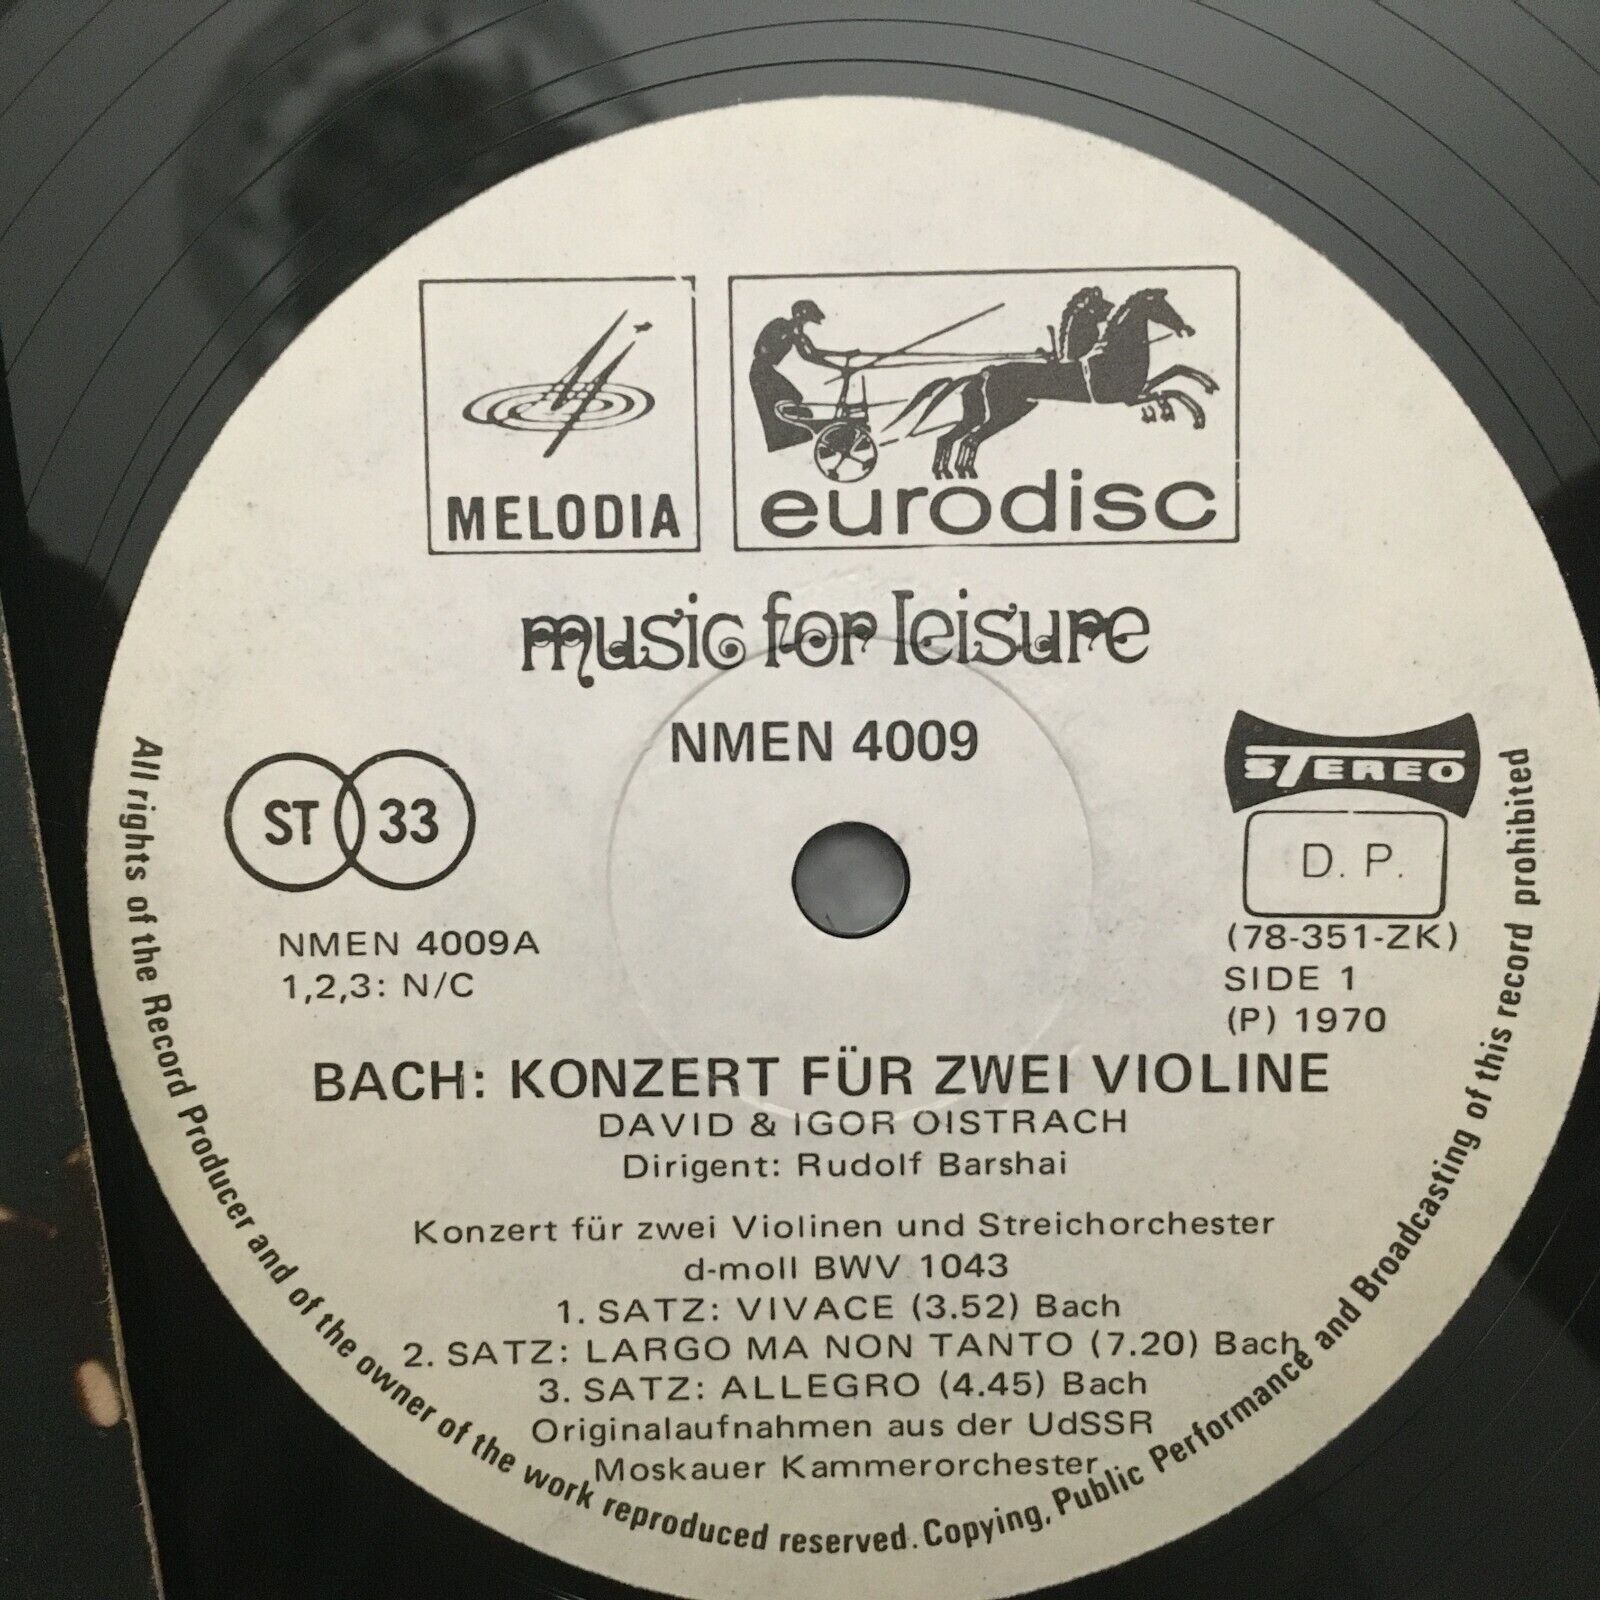 MELODIA
eurodisc
music for leisure
NMEN 4009
ST 33
STEREO
D. P.
NMEN 4009A
1,2,3: N/C
(78-351-ZK)
SIDE 1
(P) 1970
BACH: KONZERT FÜR ZWEI VIOLINE
DAVID & IGOR OISTRACH
Dirigent: Rudolf Barshai
Konzert für zwei Violinen und Streichorchester
d-moll BWV 1043
1. SATZ: VIVACE (3.52) Bach
2. SATZ: LARGO MA NON TANTO (7.20) Bach
3. SATZ: ALLEGRO (4.45) Bach
Originalaufnahmen aus der UdSSR
Moskauer Kammerorchester
All rights of the Record Producer and of the owner of the work reproduced reserved. Copying, Public Performance and Broadcasting of this record prohibited